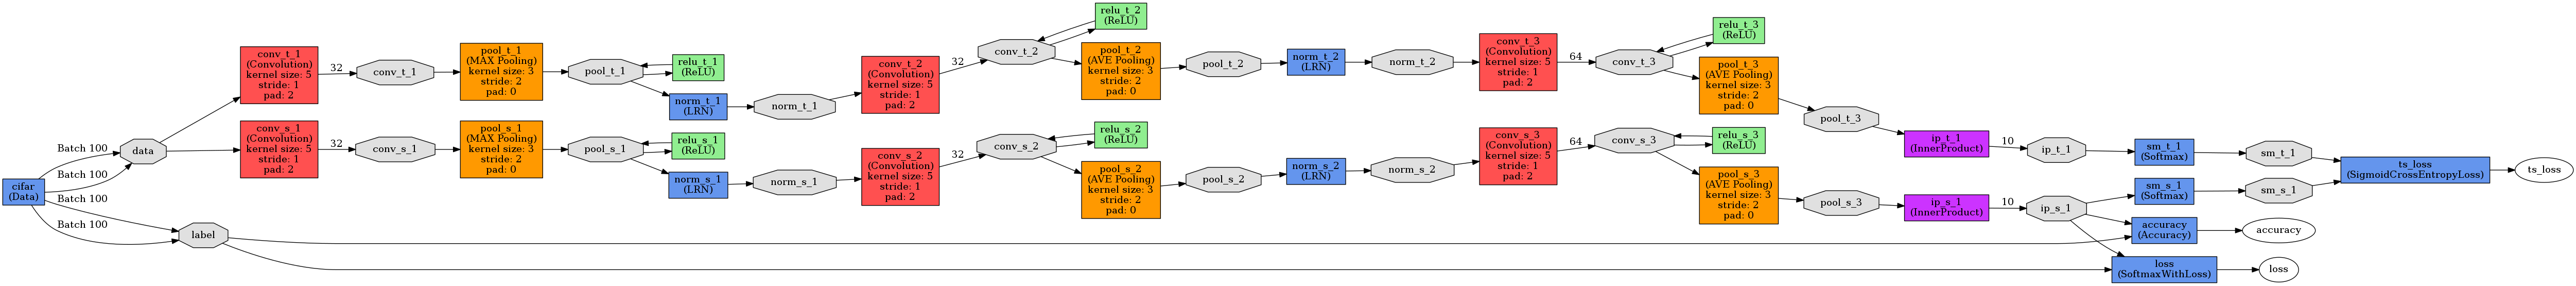 cifar
(Data)
Batch 100
Batch 100
Batch 100
Batch 100
data
label
conv_t_1
(Convolution)
kernel size: 5
stride: 1
pad: 2
32
conv_t_1
pool_t_1
(MAX Pooling)
kernel size: 3
stride: 2
pad: 0
pool_t_1
relu_t_1
(ReLU)
norm_t_1
(LRN)
norm_t_1
conv_t_2
(Convolution)
kernel size: 5
stride: 1
pad: 2
32
conv_t_2
relu_t_2
(ReLU)
pool_t_2
(AVE Pooling)
kernel size: 3
stride: 2
pad: 0
pool_t_2
norm_t_2
(LRN)
norm_t_2
conv_t_3
(Convolution)
kernel size: 5
stride: 1
pad: 2
64
conv_t_3
relu_t_3
(ReLU)
pool_t_3
(AVE Pooling)
kernel size: 3
stride: 2
pad: 0
pool_t_3
ip_t_1
(InnerProduct)
10
ip_t_1
sm_t_1
(Softmax)
sm_t_1
conv_s_1
(Convolution)
kernel size: 5
stride: 1
pad: 2
32
conv_s_1
pool_s_1
(MAX Pooling)
kernel size: 3
stride: 2
pad: 0
pool_s_1
relu_s_1
(ReLU)
norm_s_1
(LRN)
norm_s_1
conv_s_2
(Convolution)
kernel size: 5
stride: 1
pad: 2
32
conv_s_2
relu_s_2
(ReLU)
pool_s_2
(AVE Pooling)
kernel size: 3
stride: 2
pad: 0
pool_s_2
norm_s_2
(LRN)
norm_s_2
conv_s_3
(Convolution)
kernel size: 5
stride: 1
pad: 2
64
conv_s_3
relu_s_3
(ReLU)
pool_s_3
(AVE Pooling)
kernel size: 3
stride: 2
pad: 0
pool_s_3
ip_s_1
(InnerProduct)
10
ip_s_1
sm_s_1
(Softmax)
sm_s_1
ts_loss
(SigmoidCrossEntropyLoss)
ts_loss
accuracy
(Accuracy)
accuracy
loss
(SoftmaxWithLoss)
loss